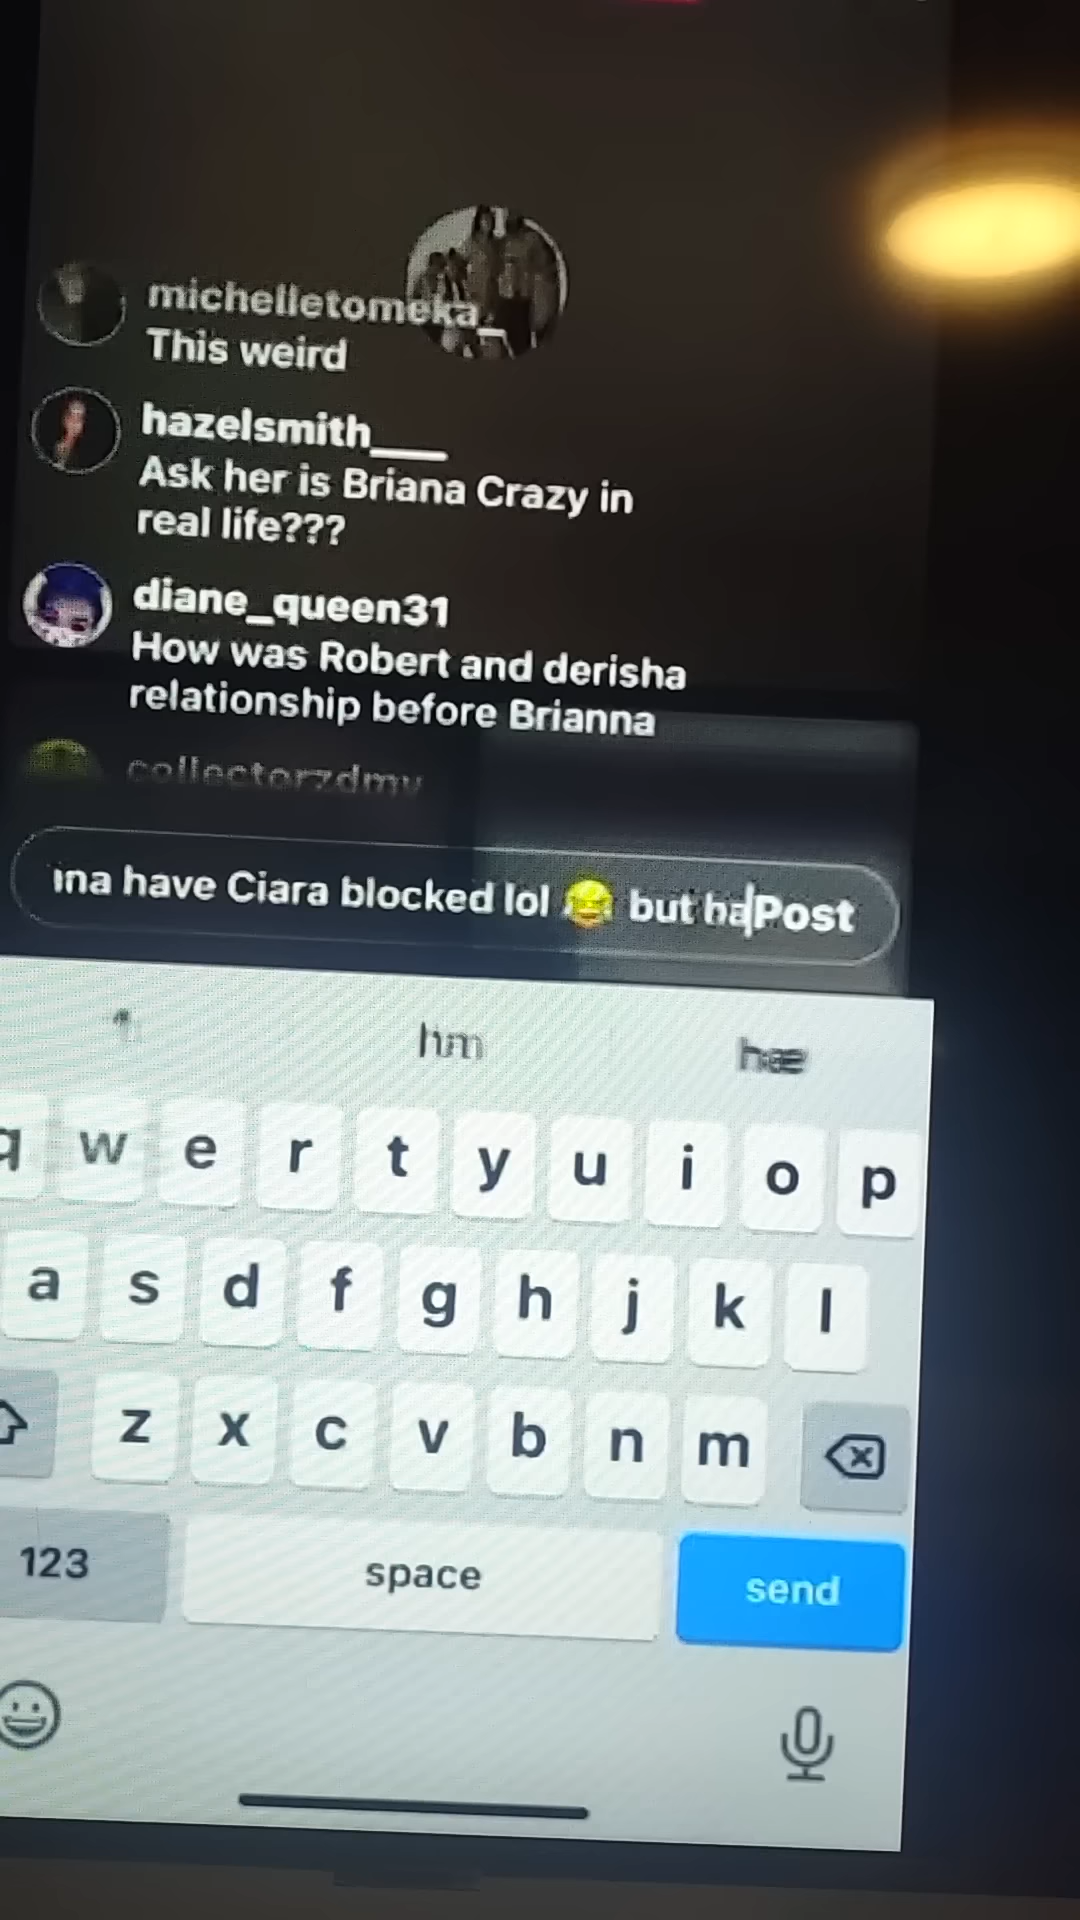 michelletomeka_
This weird
hazelsmith___
Ask her is Briana Crazy in
real life???
diane_queen31
How was Robert and derisha
relationship before Brianna
collectorzdmv
ina have Ciara blocked lol 😂 but ha Post
hm hae
q w e r t y u i o p
a s d f g h j k l
z x c v b n m
123 space send